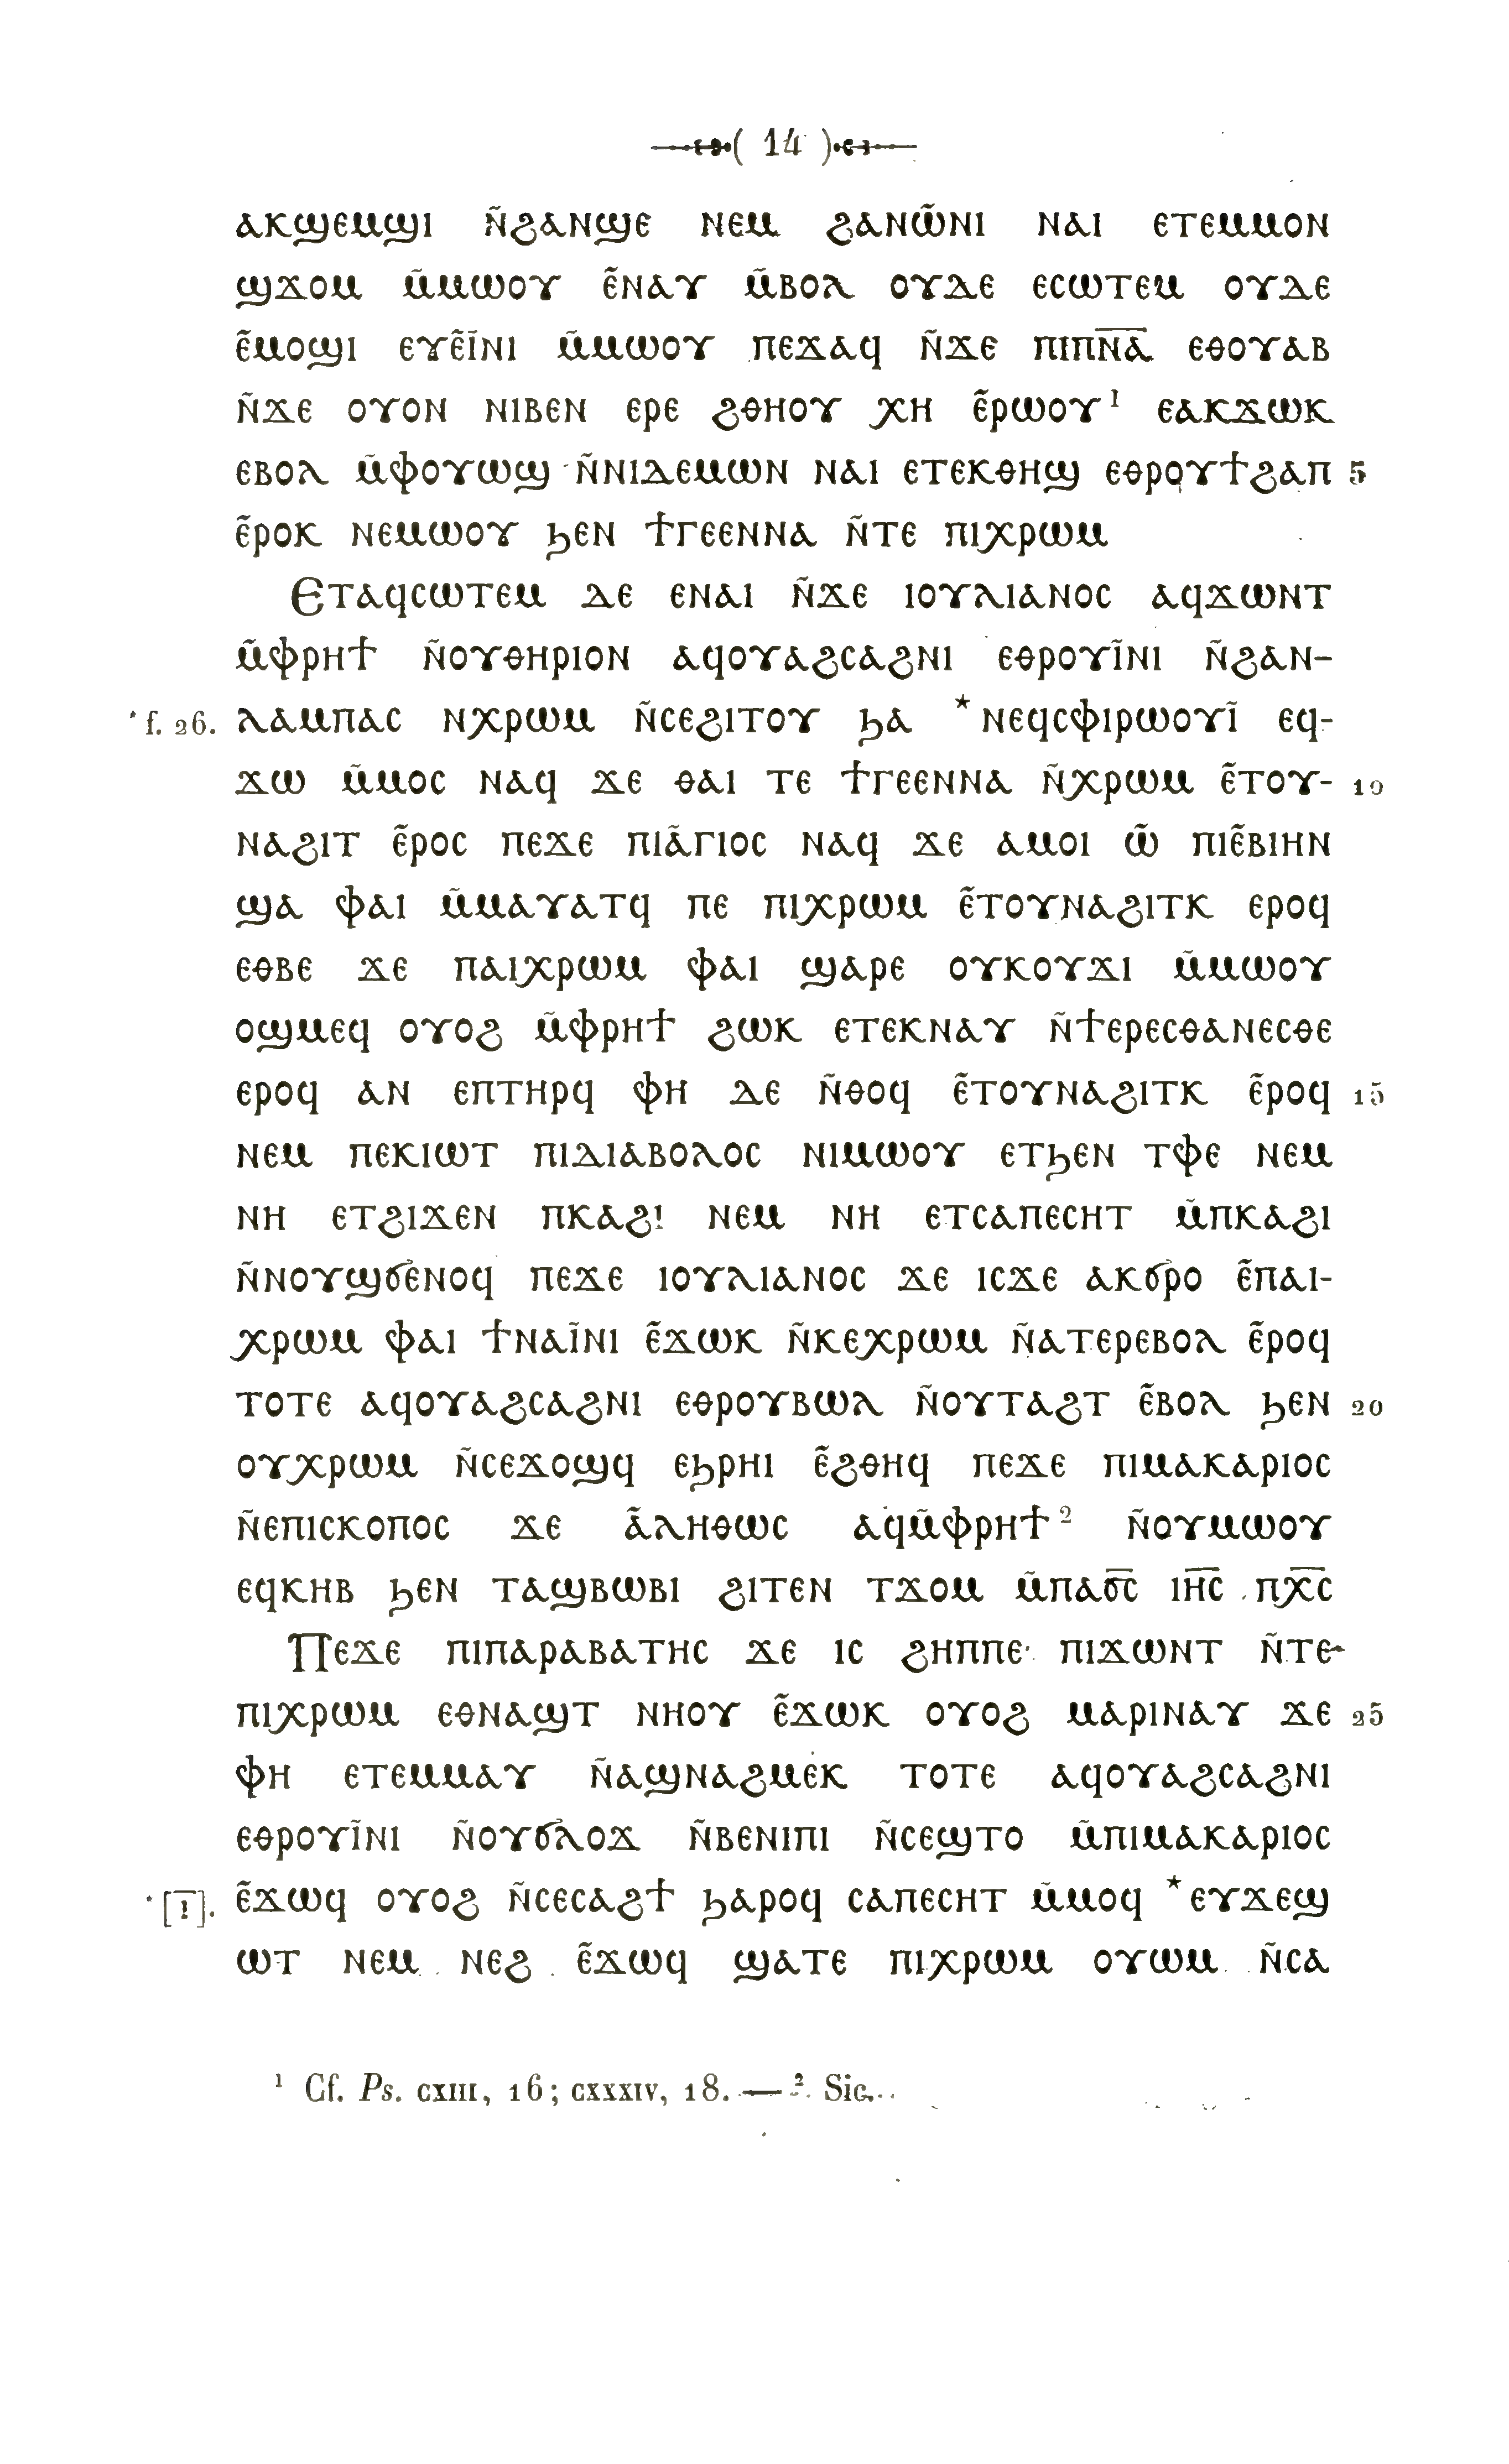 ( 14 )
ⲁⲕϣⲉⲙϣⲓ ⲛ̃ϩⲁⲛϣⲉ ⲛⲉⲙ ϩⲁⲛⲱ̃ⲛⲓ ⲛⲁⲓ ⲉⲧⲉⲙⲙⲟⲛ
ϣϫⲟⲙ ⲙ̃ⲙⲱⲟⲩ ⲉ̃ⲛⲁⲩ ⲙ̃ⲃⲟⲗ ⲟⲩⲇⲉ ⲉⲥⲱⲧⲉⲙ ⲟⲩⲇⲉ
ⲉ̃ⲙⲟϣⲓ ⲉⲩⲉ̃ⲓ̃ⲛⲓ ⲙ̃ⲙⲱⲟⲩ ⲡⲉϫⲁϥ ⲛ̃ϫⲉ ⲡⲓⲡⲛ̅ⲁ̅ ⲉⲑⲟⲩⲁⲃ
ⲛ̃ϫⲉ ⲟⲩⲟⲛ ⲛⲓⲃⲉⲛ ⲉⲣⲉ ϩⲑⲏⲟⲩ ⲭⲏ ⲉ̃ⲣⲱⲟⲩ¹ ⲉⲁⲕϫⲱⲕ
ⲉⲃⲟⲗ ⲙ̃ⲫⲟⲩⲱϣ ⲛ̃ⲛⲓⲇⲉⲙⲱⲛ ⲛⲁⲓ ⲉⲧⲉⲕⲑⲏϣ ⲉⲑⲣⲟⲩϯϩⲁⲡ 5
ⲉ̃ⲣⲟⲕ ⲛⲉⲙⲱⲟⲩ ϧⲉⲛ ϯⲅⲉⲉⲛⲛⲁ ⲛ̃ⲧⲉ ⲡⲓⲭⲣⲱⲙ
Ⲉⲧⲁϥⲥⲱⲧⲉⲙ ⲇⲉ ⲉⲛⲁⲓ ⲛ̃ϫⲉ ⲓⲟⲩⲗⲓⲁⲛⲟⲥ ⲁϥϫⲱⲛⲧ
ⲙ̃ⲫⲣⲏϯ ⲛ̃ⲟⲩⲑⲏⲣⲓⲟⲛ ⲁϥⲟⲩⲁϩⲥⲁϩⲛⲓ ⲉⲑⲣⲟⲩⲓ̃ⲛⲓ ⲛ̃ϩⲁⲛ-
* f. 26. ⲗⲁⲙⲡⲁⲥ ⲛⲭⲣⲱⲙ ⲛ̃ⲥⲉϩⲓⲧⲟⲩ ϧⲁ *ⲛⲉϥⲥⲫⲓⲣⲱⲟⲩⲓ̃ ⲉϥ-
ϫⲱ ⲙ̃ⲙⲟⲥ ⲛⲁϥ ϫⲉ ⲑⲁⲓ ⲧⲉ ϯⲅⲉⲉⲛⲛⲁ ⲛ̃ⲭⲣⲱⲙ ⲉ̃ⲧⲟⲩ- 10
ⲛⲁϩⲓⲧ ⲉ̃ⲣⲟⲥ ⲡⲉϫⲉ ⲡⲓⲁ̃ⲅⲓⲟⲥ ⲛⲁϥ ϫⲉ ⲁⲙⲟⲓ ⲱ̃ ⲡⲓⲉ̃ⲃⲓⲏⲛ
ϣⲁ ⲫⲁⲓ ⲙ̃ⲙⲁⲩⲁⲧϥ ⲡⲉ ⲡⲓⲭⲣⲱⲙ ⲉ̃ⲧⲟⲩⲛⲁϩⲓⲧⲕ ⲉⲣⲟϥ
ⲉⲑⲃⲉ ϫⲉ ⲡⲁⲓⲭⲣⲱⲙ ⲫⲁⲓ ϣⲁⲣⲉ ⲟⲩⲕⲟⲩϫⲓ ⲙ̃ⲙⲱⲟⲩ
ⲟϣⲙⲉϥ ⲟⲩⲟϩ ⲙ̃ⲫⲣⲏϯ ϩⲱⲕ ⲉⲧⲉⲕⲛⲁⲩ ⲛ̃ϯⲉⲣⲉⲥⲑⲁⲛⲉⲥⲑⲉ
ⲉⲣⲟϥ ⲁⲛ ⲉⲡⲧⲏⲣϥ ⲫⲏ ⲇⲉ ⲛ̃ⲑⲟϥ ⲉ̃ⲧⲟⲩⲛⲁϩⲓⲧⲕ ⲉ̃ⲣⲟϥ 15
ⲛⲉⲙ ⲡⲉⲕⲓⲱⲧ ⲡⲓⲇⲓⲁⲃⲟⲗⲟⲥ ⲛⲓⲙⲱⲟⲩ ⲉⲧϧⲉⲛ ⲧⲫⲉ ⲛⲉⲙ
ⲛⲏ ⲉⲧϩⲓϫⲉⲛ ⲡⲕⲁϩⲓ ⲛⲉⲙ ⲛⲏ ⲉⲧⲥⲁⲡⲉⲥⲏⲧ ⲙ̃ⲡⲕⲁϩⲓ
ⲛ̃ⲛⲟⲩϣϭⲉⲛⲟϥ ⲡⲉϫⲉ ⲓⲟⲩⲗⲓⲁⲛⲟⲥ ϫⲉ ⲓⲥϫⲉ ⲁⲕϭⲣⲟ ⲉ̃ⲡⲁⲓ-
ⲭⲣⲱⲙ ⲫⲁⲓ ϯⲛⲁⲓ̃ⲛⲓ ⲉ̃ϫⲱⲕ ⲛ̃ⲕⲉⲭⲣⲱⲙ ⲛ̃ⲁⲧⲉⲣⲉⲃⲟⲗ ⲉ̃ⲣⲟϥ
ⲧⲟⲧⲉ ⲁϥⲟⲩⲁϩⲥⲁϩⲛⲓ ⲉⲑⲣⲟⲩⲃⲱⲗ ⲛ̃ⲟⲩⲧⲁϩⲧ ⲉ̃ⲃⲟⲗ ϧⲉⲛ 20
ⲟⲩⲭⲣⲱⲙ ⲛ̃ⲥⲉϫⲟϣϥ ⲉϧⲣⲏⲓ ⲉ̃ϩⲑⲏϥ ⲡⲉϫⲉ ⲡⲓⲙⲁⲕⲁⲣⲓⲟⲥ
ⲛ̃ⲉⲡⲓⲥⲕⲟⲡⲟⲥ ϫⲉ ⲁ̃ⲗⲏⲑⲱⲥ ⲁϥⲙ̃ⲫⲣⲏϯ² ⲛ̃ⲟⲩⲙⲱⲟⲩ
ⲉϥⲕⲏⲃ ϧⲉⲛ ⲧⲁϣⲃⲱⲃⲓ ϩⲓⲧⲉⲛ ⲧϫⲟⲙ ⲙ̃ⲡⲁϭ̅ⲥ̅ ⲓⲏ̅ⲥ̅ ⲡⲭ̅ⲥ̅
Ⲡⲉϫⲉ ⲡⲓⲡⲁⲣⲁⲃⲁⲧⲏⲥ ϫⲉ ⲓⲥ ϩⲏⲡⲡⲉ ⲡⲓϫⲱⲛⲧ ⲛ̃ⲧⲉ-
ⲡⲓⲭⲣⲱⲙ ⲉⲑⲛⲁϣⲧ ⲛⲏⲟⲩ ⲉ̃ϫⲱⲕ ⲟⲩⲟϩ ⲙⲁⲣⲓⲛⲁⲩ ϫⲉ 25
ⲫⲏ ⲉⲧⲉⲙⲙⲁⲩ ⲛ̃ⲁϣⲛⲁϩⲙⲉⲕ ⲧⲟⲧⲉ ⲁϥⲟⲩⲁϩⲥⲁϩⲛⲓ
ⲉⲑⲣⲟⲩⲓ̃ⲛⲓ ⲛ̃ⲟⲩϭⲗⲟϫ ⲛ̃ⲃⲉⲛⲓⲡⲓ ⲛ̃ⲥⲉϣⲧⲟ ⲙ̃ⲡⲓⲙⲁⲕⲁⲣⲓⲟⲥ
* [ⲓ̅]. ⲉ̃ϫⲱϥ ⲟⲩⲟϩ ⲛ̃ⲥⲉⲥⲁϩϯ ϧⲁⲣⲟϥ ⲥⲁⲡⲉⲥⲏⲧ ⲙ̃ⲙⲟϥ *ⲉⲩϫⲉϣ
ⲱⲧ ⲛⲉⲙ ⲛⲉϩ ⲉ̃ϫⲱϥ ϣⲁⲧⲉ ⲡⲓⲭⲣⲱⲙ ⲟⲩⲱⲙ ⲛ̃ⲥⲁ
¹ Cf. Ps. CXIII, 16; CXXXIV, 18. — ² Sic.